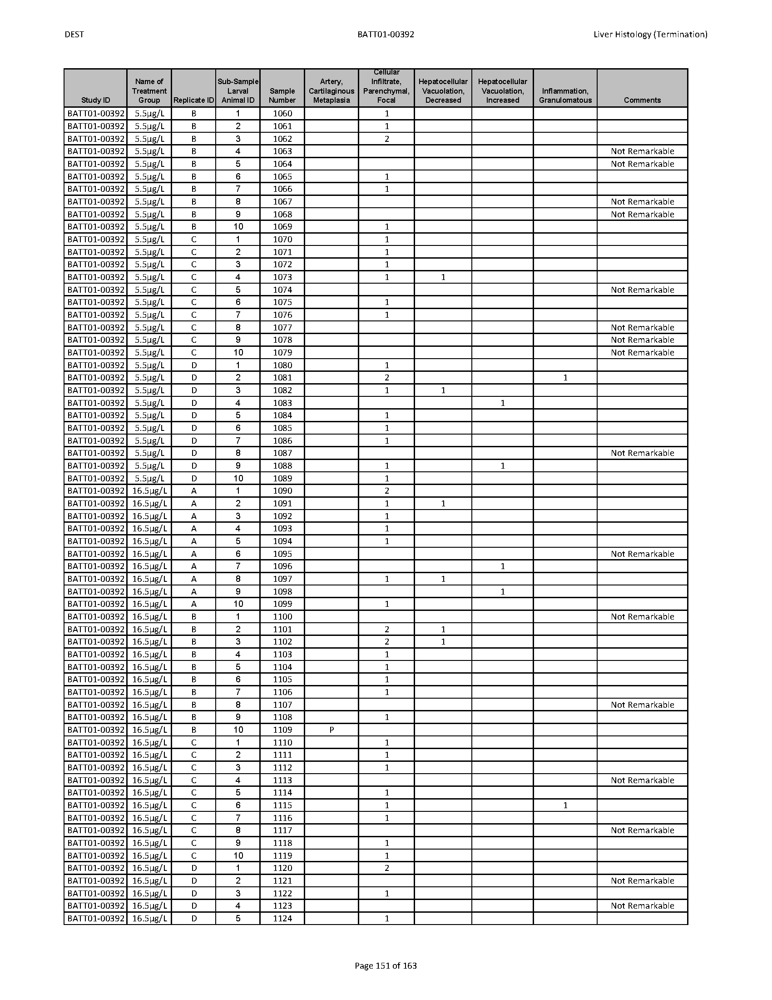 DEST BATT01-00392 Liver Histology (Termination)
Study ID Name of Treatment Group Replicate ID Sub-Sample Larval Animal ID Sample Number Artery, Cartilaginous Metaplasia Cellular Infiltrate, Parenchymal, Focal Hepatocellular Vacuolation, Decreased Hepatocellular Vacuolation, Increased Inflammation, Granulomatous Comments
BATT01-00392 5.5µg/L B 1 1060 1
BATT01-00392 5.5µg/L B 2 1061 1
BATT01-00392 5.5µg/L B 3 1062 2
BATT01-00392 5.5µg/L B 4 1063 Not Remarkable
BATT01-00392 5.5µg/L B 5 1064 Not Remarkable
BATT01-00392 5.5µg/L B 6 1065 1
BATT01-00392 5.5µg/L B 7 1066 1
BATT01-00392 5.5µg/L B 8 1067 Not Remarkable
BATT01-00392 5.5µg/L B 9 1068 Not Remarkable
BATT01-00392 5.5µg/L B 10 1069 1
BATT01-00392 5.5µg/L C 1 1070 1
BATT01-00392 5.5µg/L C 2 1071 1
BATT01-00392 5.5µg/L C 3 1072 1
BATT01-00392 5.5µg/L C 4 1073 1 1
BATT01-00392 5.5µg/L C 5 1074 Not Remarkable
BATT01-00392 5.5µg/L C 6 1075 1
BATT01-00392 5.5µg/L C 7 1076 1
BATT01-00392 5.5µg/L C 8 1077 Not Remarkable
BATT01-00392 5.5µg/L C 9 1078 Not Remarkable
BATT01-00392 5.5µg/L C 10 1079 Not Remarkable
BATT01-00392 5.5µg/L D 1 1080 1
BATT01-00392 5.5µg/L D 2 1081 2 1
BATT01-00392 5.5µg/L D 3 1082 1 1
BATT01-00392 5.5µg/L D 4 1083 1
BATT01-00392 5.5µg/L D 5 1084 1
BATT01-00392 5.5µg/L D 6 1085 1
BATT01-00392 5.5µg/L D 7 1086 1
BATT01-00392 5.5µg/L D 8 1087 Not Remarkable
BATT01-00392 5.5µg/L D 9 1088 1 1
BATT01-00392 5.5µg/L D 10 1089 1
BATT01-00392 16.5µg/L A 1 1090 2
BATT01-00392 16.5µg/L A 2 1091 1 1
BATT01-00392 16.5µg/L A 3 1092 1
BATT01-00392 16.5µg/L A 4 1093 1
BATT01-00392 16.5µg/L A 5 1094 1
BATT01-00392 16.5µg/L A 6 1095 Not Remarkable
BATT01-00392 16.5µg/L A 7 1096 1
BATT01-00392 16.5µg/L A 8 1097 1 1
BATT01-00392 16.5µg/L A 9 1098 1
BATT01-00392 16.5µg/L A 10 1099 1
BATT01-00392 16.5µg/L B 1 1100 Not Remarkable
BATT01-00392 16.5µg/L B 2 1101 2 1
BATT01-00392 16.5µg/L B 3 1102 2 1
BATT01-00392 16.5µg/L B 4 1103 1
BATT01-00392 16.5µg/L B 5 1104 1
BATT01-00392 16.5µg/L B 6 1105 1
BATT01-00392 16.5µg/L B 7 1106 1
BATT01-00392 16.5µg/L B 8 1107 Not Remarkable
BATT01-00392 16.5µg/L B 9 1108 1
BATT01-00392 16.5µg/L B 10 1109 P
BATT01-00392 16.5µg/L C 1 1110 1
BATT01-00392 16.5µg/L C 2 1111 1
BATT01-00392 16.5µg/L C 3 1112 1
BATT01-00392 16.5µg/L C 4 1113 Not Remarkable
BATT01-00392 16.5µg/L C 5 1114 1
BATT01-00392 16.5µg/L C 6 1115 1 1
BATT01-00392 16.5µg/L C 7 1116 1
BATT01-00392 16.5µg/L C 8 1117 Not Remarkable
BATT01-00392 16.5µg/L C 9 1118 1
BATT01-00392 16.5µg/L C 10 1119 1
BATT01-00392 16.5µg/L D 1 1120 2
BATT01-00392 16.5µg/L D 2 1121 Not Remarkable
BATT01-00392 16.5µg/L D 3 1122 1
BATT01-00392 16.5µg/L D 4 1123 Not Remarkable
BATT01-00392 16.5µg/L D 5 1124 1
Page 151 of 163